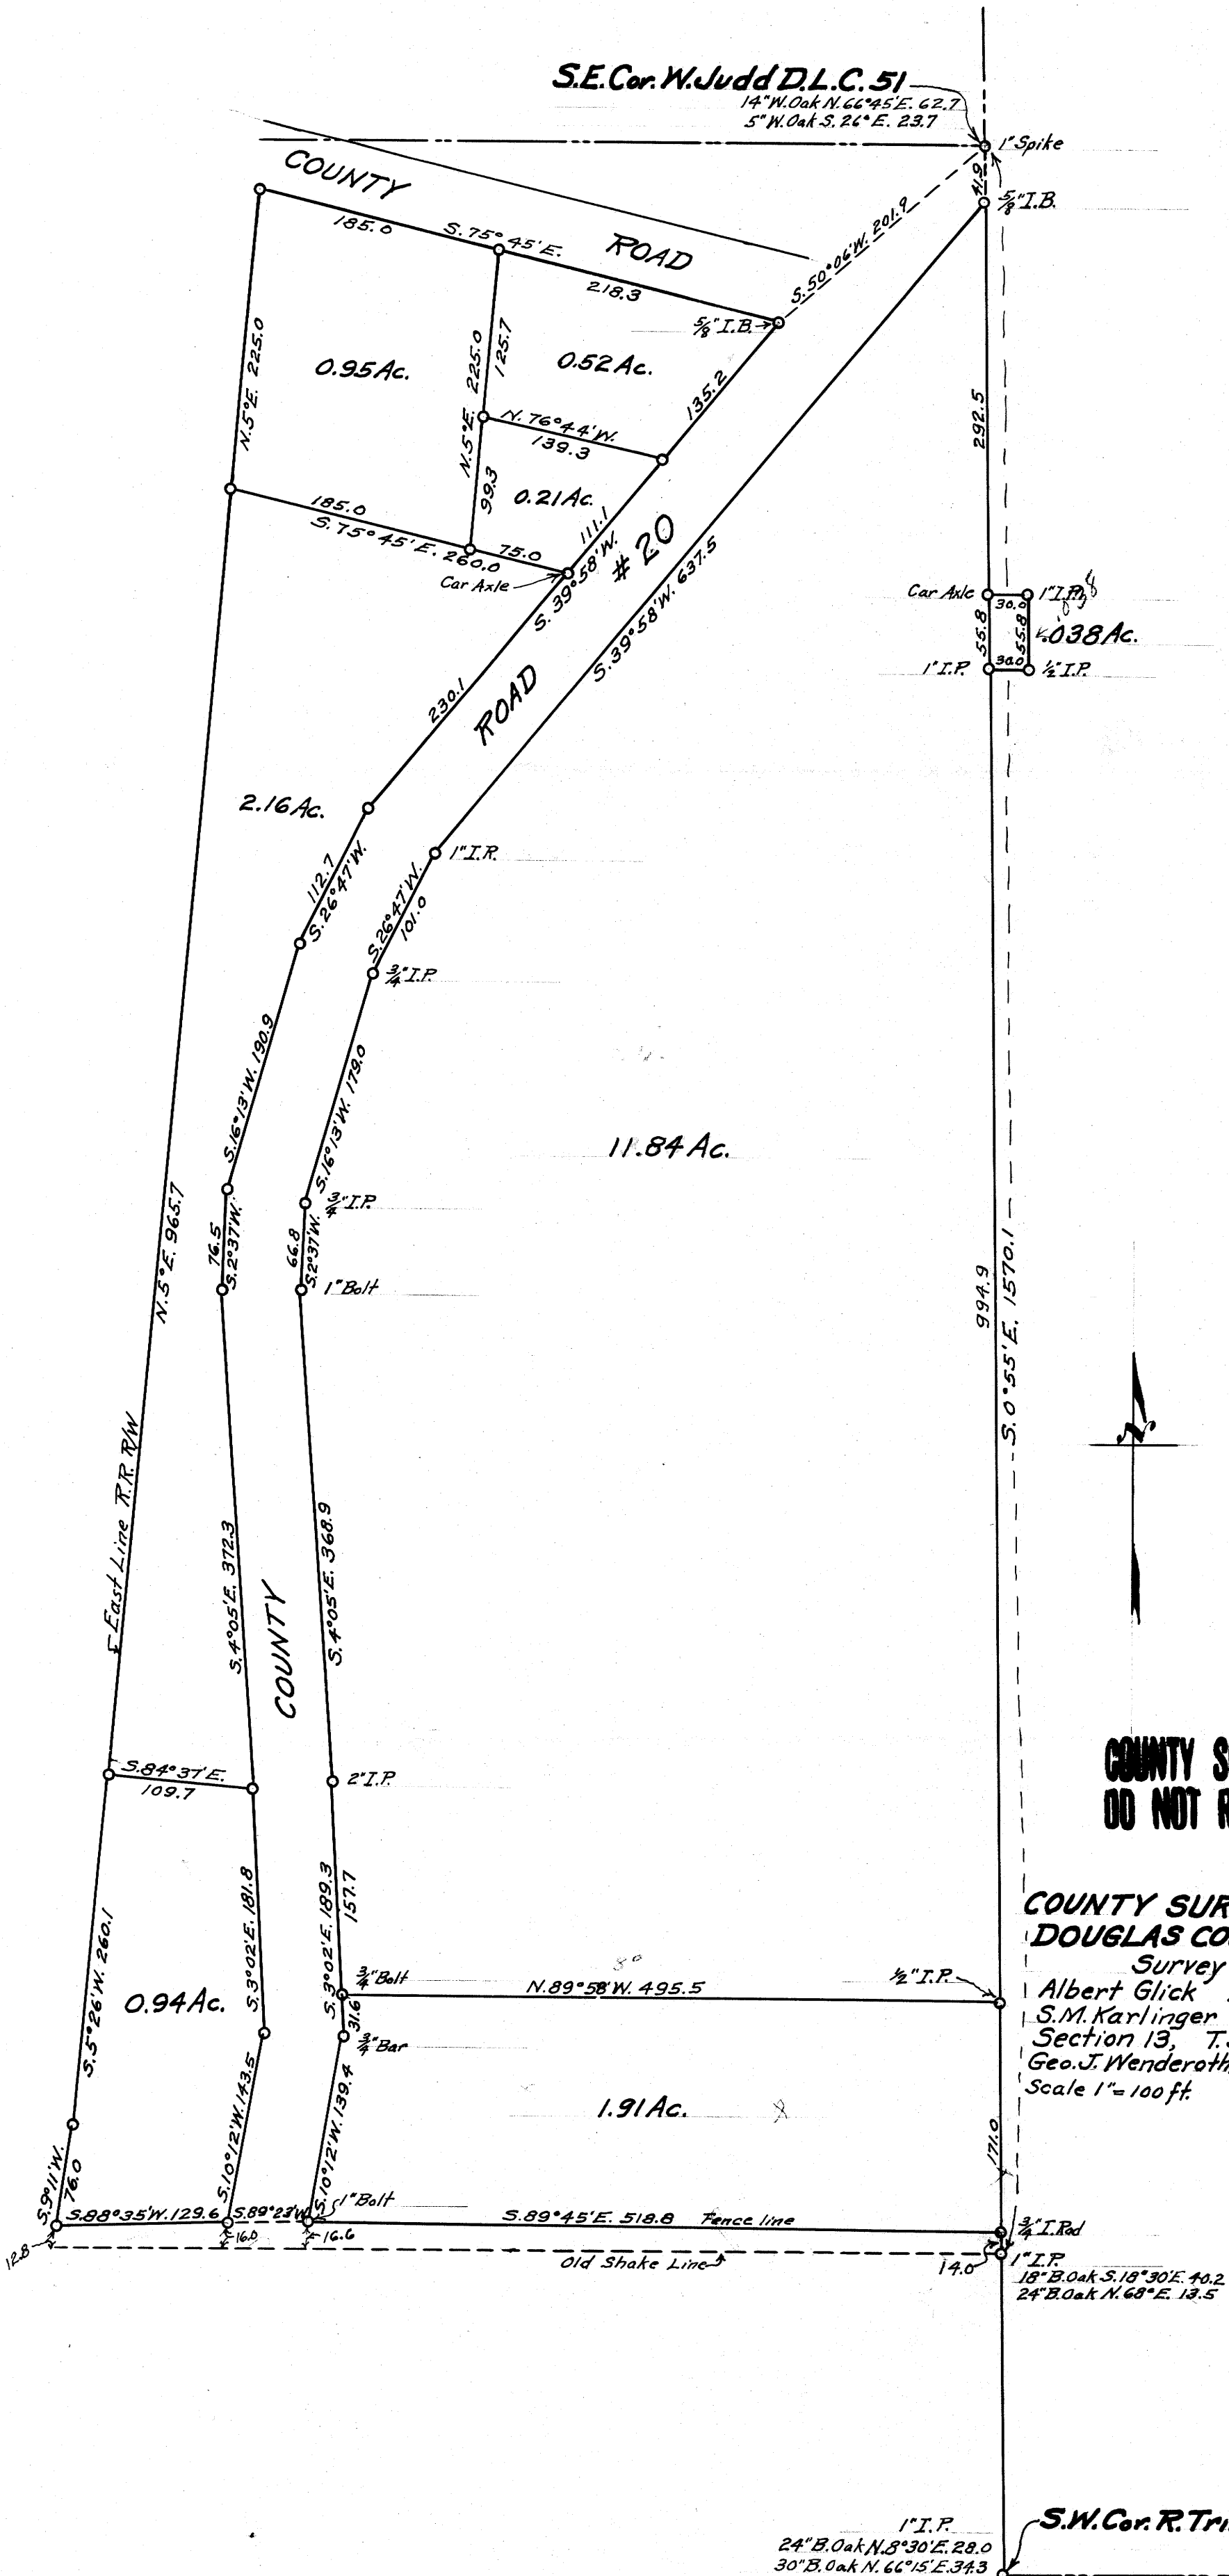 S.E. Cor. W. Judd D.L.C. 51
14" W. Oak N. 66°45' E. 62.7
5" W. Oak S. 26° E. 23.7
1" Spike
41.9
5/8" I.B.
COUNTY
ROAD
185.0
S. 75°45' E.
218.3
S. 50°06' W. 201.9
5/8" I.B.
N. 5° E. 225.0
0.95 Ac.
N. 5° E. 225.0
125.7
0.52 Ac.
135.2
N. 76°44' W.
139.3
99.3
0.21 Ac.
111.1
292.5
185.0
S. 75°45' E. 260.0
75.0
Car Axle
S. 39°58' W.
# 20
S. 39°58' W. 637.5
Car Axle
30.0
55.8
55.8
.038 Ac.
1" I.P.
30.0
1/2" I.P.
230.1
ROAD
2.16 Ac.
1" I.R.
112.7
S. 26°47' W.
S. 26°47' W.
101.0
3/4" I.P.
S. 16°13' W. 190.9
S. 16°13' W. 179.0
11.84 Ac.
3/4" I.P.
76.5
S. 2°37' W.
66.8
S. 2°37' W.
1" Bolt
N. 5° E. 965.7
994.9
S. 0°55' E. 1570.1
N
East Line R.R. R/W
S. 4°05' E. 372.3
COUNTY
S. 4°05' E. 368.9
S. 84°37' E.
109.7
2" I.P.
COUNTY S
DO NOT R
S. 5°26' W. 260.1
0.94 Ac.
S. 3°02' E. 181.8
S. 3°02' E. 189.3
157.7
3/4" Bolt
N. 89°58' W. 495.5
1/2" I.P.
31.6
3/4" Bar
COUNTY SUR
DOUGLAS CO
Survey
Albert Glick
S.M. Karlinger
Section 13, T.
Geo. J. Wenderoth
Scale 1" = 100 ft.
S. 10°12' W. 143.5
S. 10°12' W. 139.4
1.91 Ac.
171.0
S. 9°11' W.
76.0
S. 88°35' W. 129.6
S. 89°23' W.
1" Bolt
S. 89°45' E. 518.8 Fence line
3/4" I. Rod
12.8
16.0
16.6
Old Shake Line
14.0
1" I.P.
18" B. Oak S. 18°30' E. 40.2
24" B. Oak N. 68° E. 13.5
1" I.P.
24" B. Oak N. 8°30' E. 28.0
30" B. Oak N. 66°15' E. 34.3
S.W. Cor. R. Tri